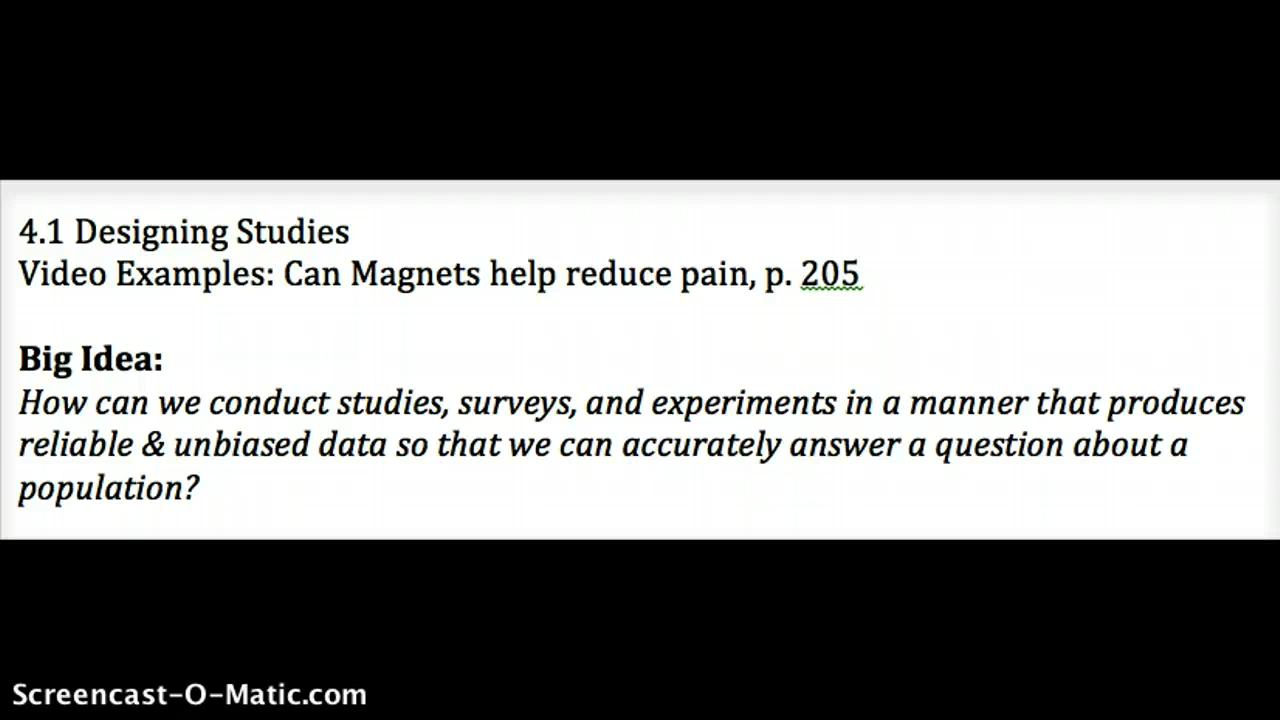 4.1 Designing Studies
Video Examples: Can Magnets help reduce pain, p. 205
Big Idea:
How can we conduct studies, surveys, and experiments in a manner that produces
reliable & unbiased data so that we can accurately answer a question about a
population?
Screencast-O-Matic.com